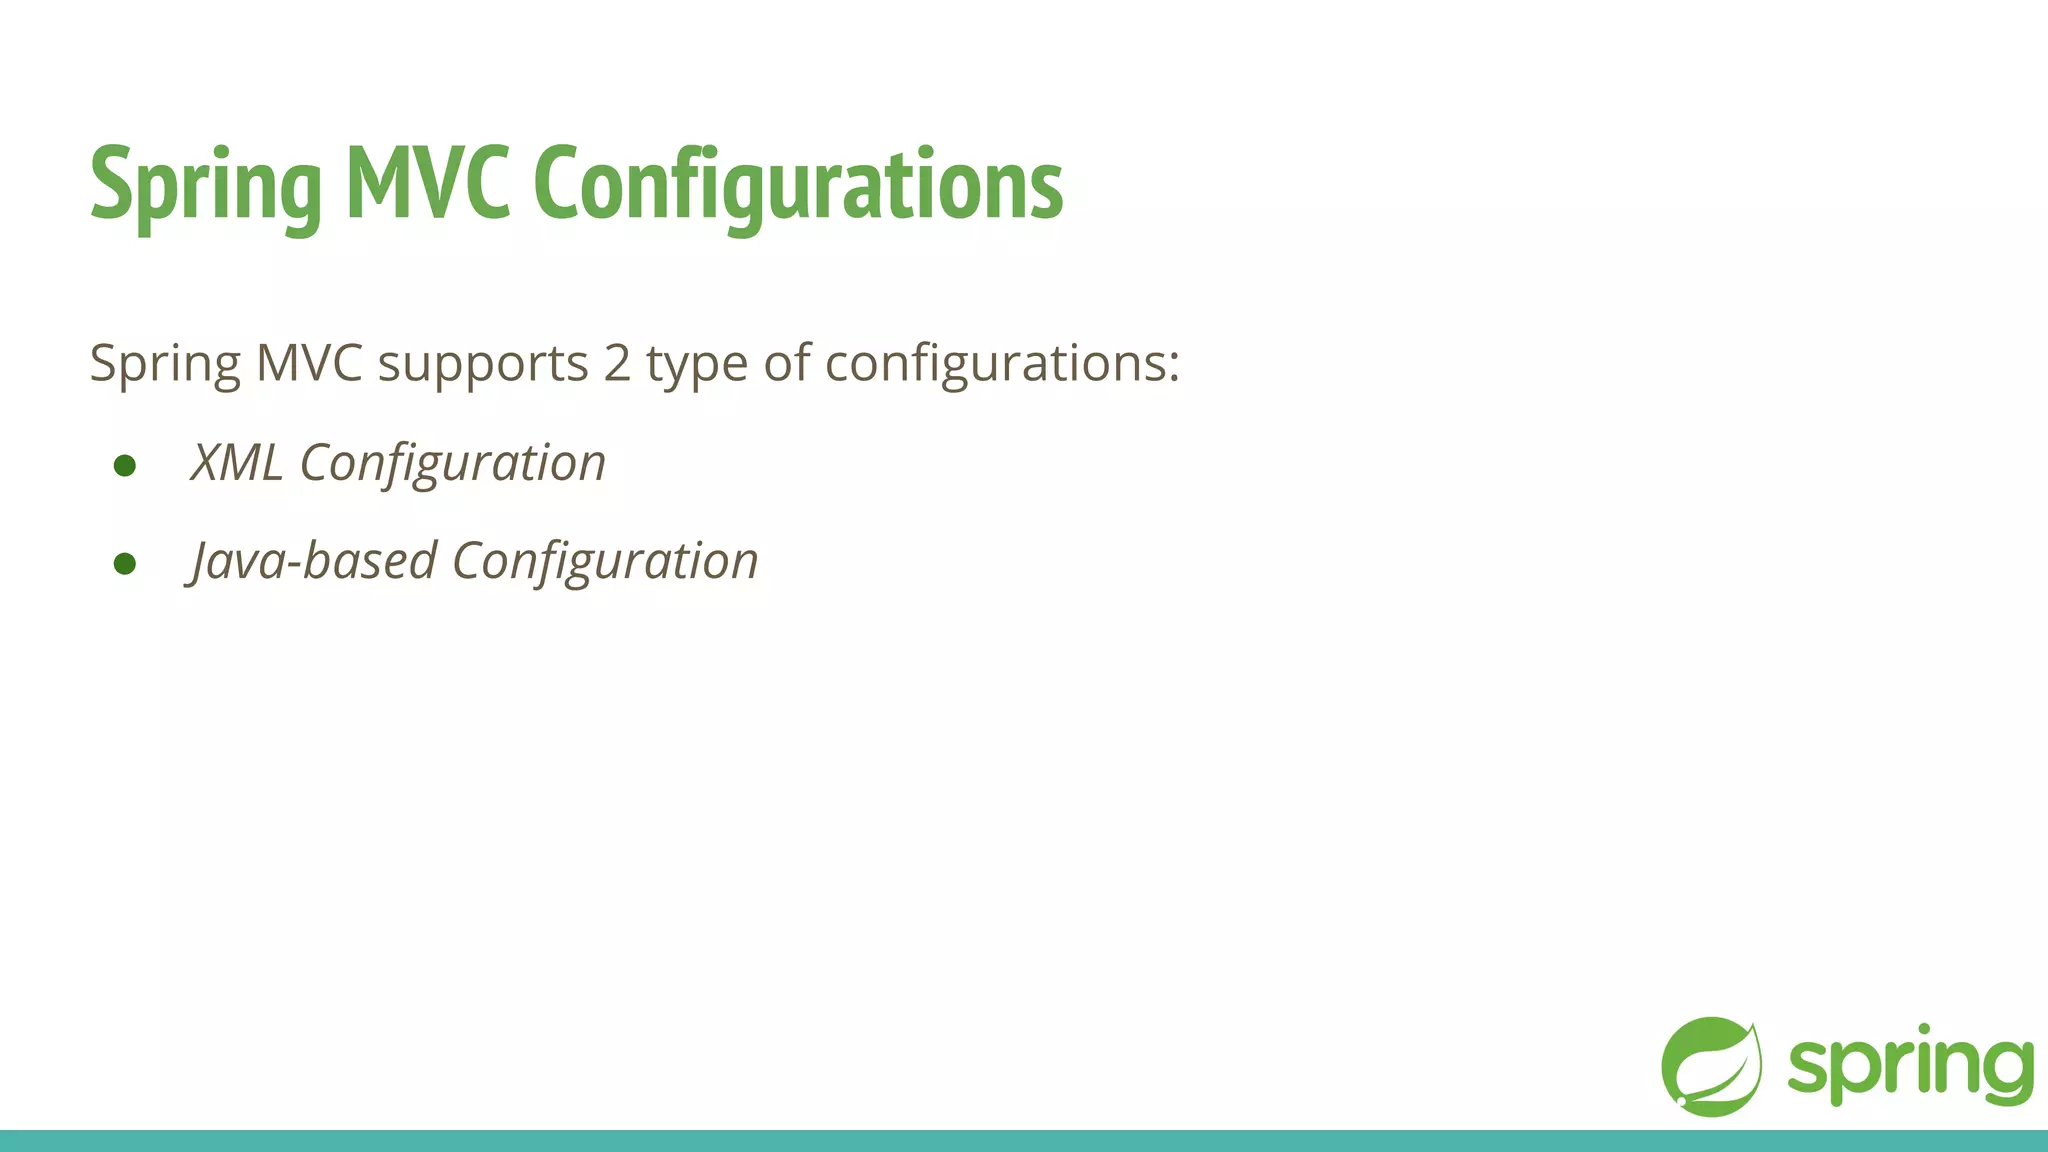 Spring MVC Configurations
Spring MVC supports 2 type of configurations:
● XML Configuration
● Java-based Configuration
spring